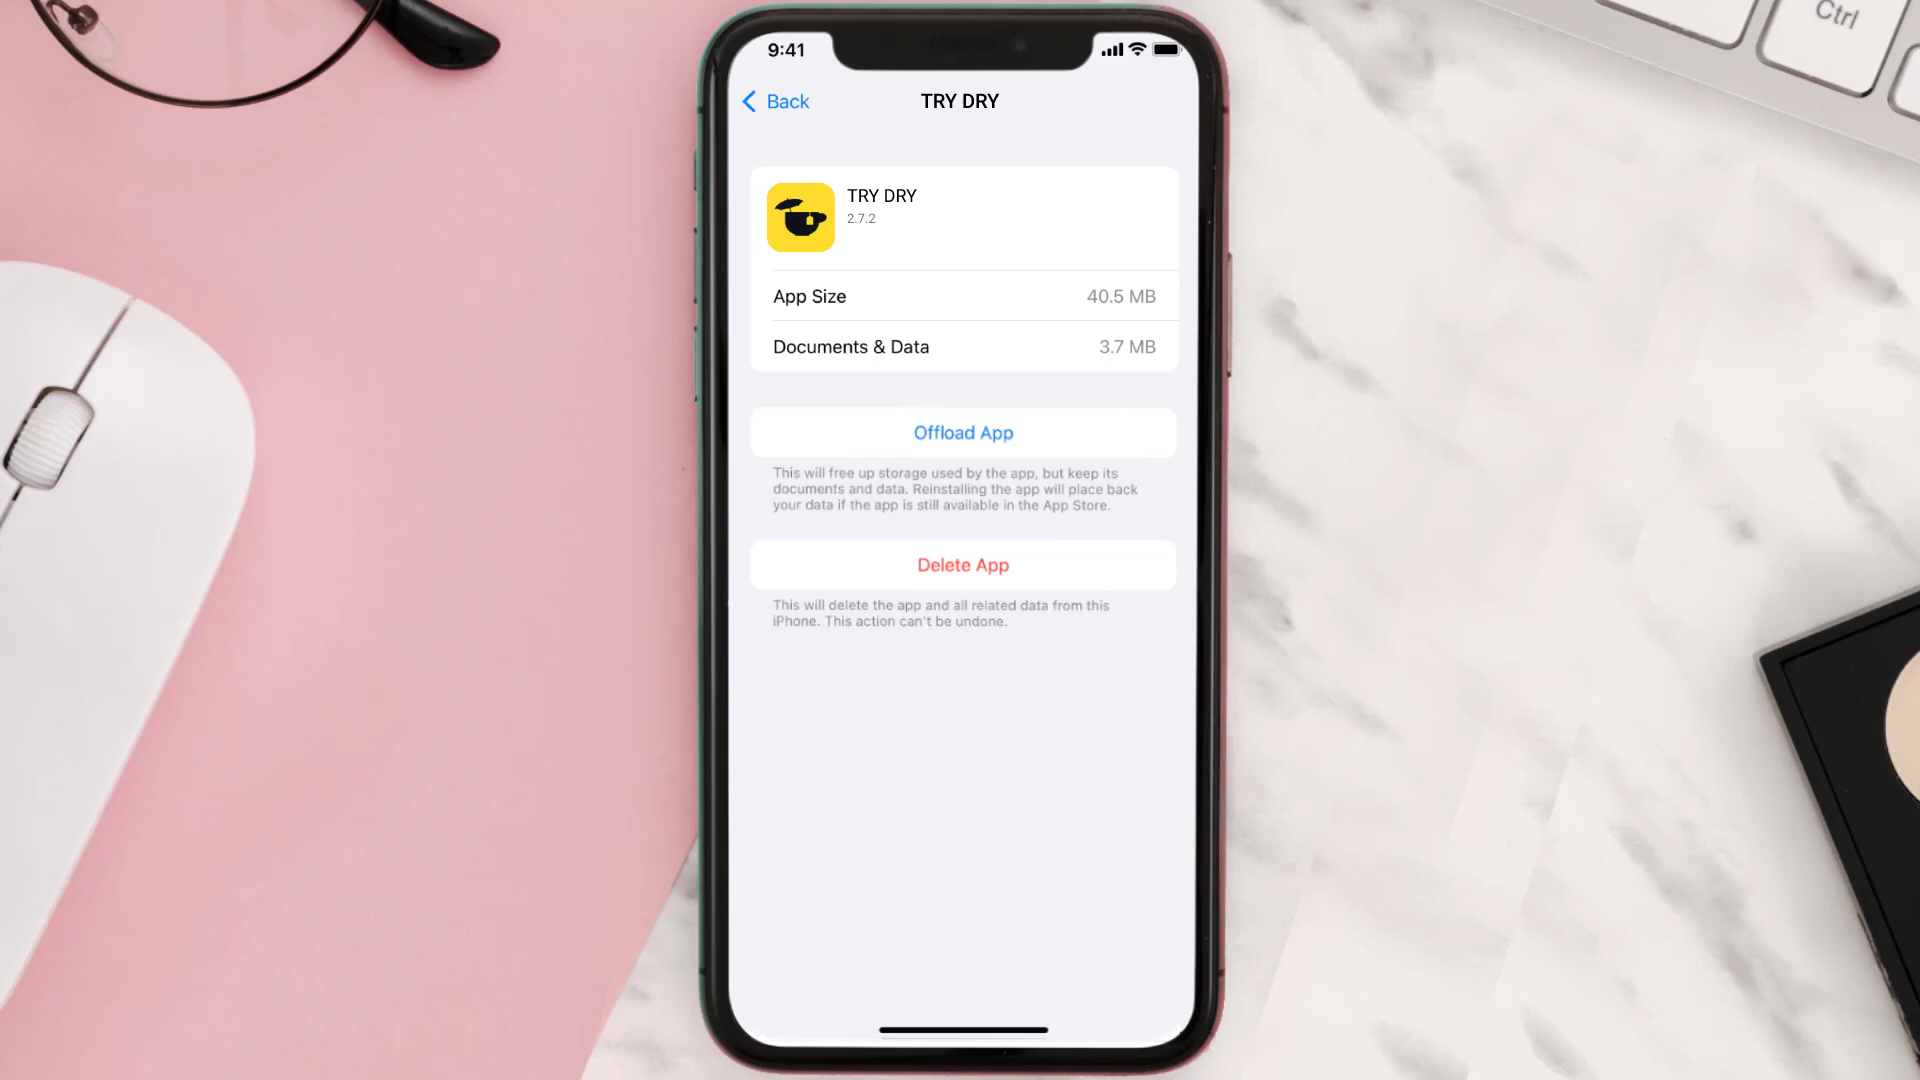 Ctrl
9:41
Back
TRY DRY
TRY DRY
2.7.2
App Size
40.5 MB
Documents & Data
3.7 MB
Offload App
This will free up storage used by the app, but keep its
documents and data. Reinstalling the app will place back
your data if the app is still available in the App Store.
Delete App
This will delete the app and all related data from this
iPhone. This action can't be undone.